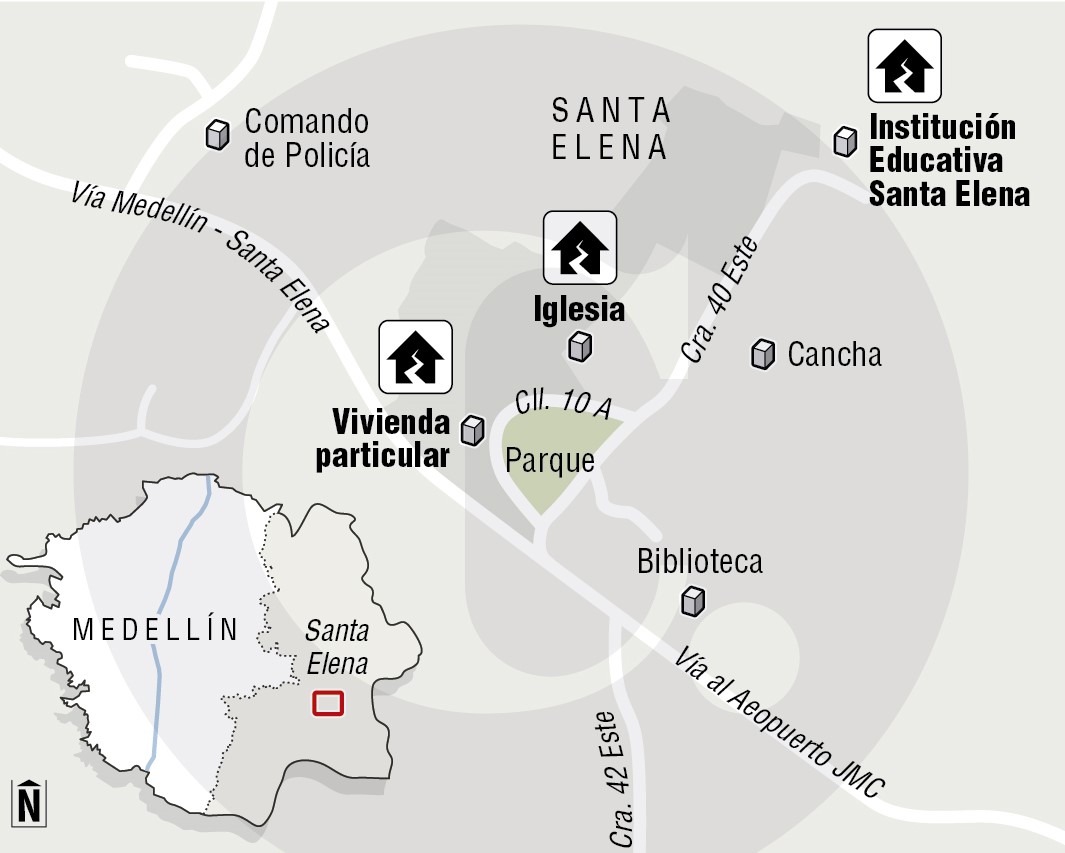 SANTA
ELENA
Comando
de Policía
Institución
Educativa
Santa Elena
Vía Medellín - Santa Elena
Iglesia
Cra. 40 Este
Cancha
Cll. 10 A
Vivienda
particular
Parque
Biblioteca
MEDELLÍN
Santa
Elena
Vía al Aeopuerto JMC
Cra. 42 Este
N